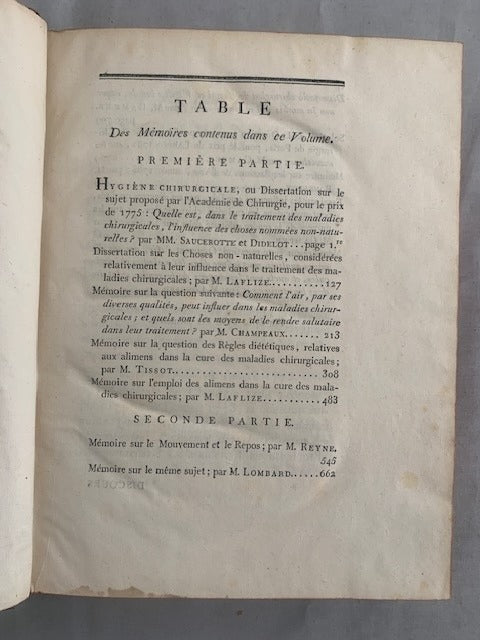 TABLE
Des Mémoires contenus dans ce Volume.
PREMIÈRE PARTIE.
HYGIÈNE CHIRURGICALE, ou Dissertation sur le
sujet proposé par l'Académie de Chirurgie, pour le prix
de 1775 : Quelle est, dans le traitement des maladies
chirurgicales, l'influence des choses nommées non-natu-
relles? par MM. SAUCEROTTE et DIDELOT...page 1.re
Dissertation sur les Choses non-naturelles, considérées
relativement à leur influence dans le traitement des ma-
ladies chirurgicales; par M. LAFLIZE...........127
Mémoire sur la question suivante: Comment l'air, par ses
diverses qualités, peut influer dans les maladies chirur-
gicales; et quels sont les moyens de le rendre salutaire
dans leur traitement? par M. CHAMPEAUX....... 213
Mémoire sur la question des Règles diététiques, relatives
aux alimens dans la cure des maladies chirurgicales;
par M. TISSOT............................ 308
Mémoire sur l'emploi des alimens dans la cure des mala-
dies chirurgicales; par M. LAFLIZE...........483
SECONDE PARTIE.
Mémoire sur le Mouvement et le Repos; par M. REYNE.
545
Mémoire sur le même sujet; par M. LOMBARD......662
DISCOURS